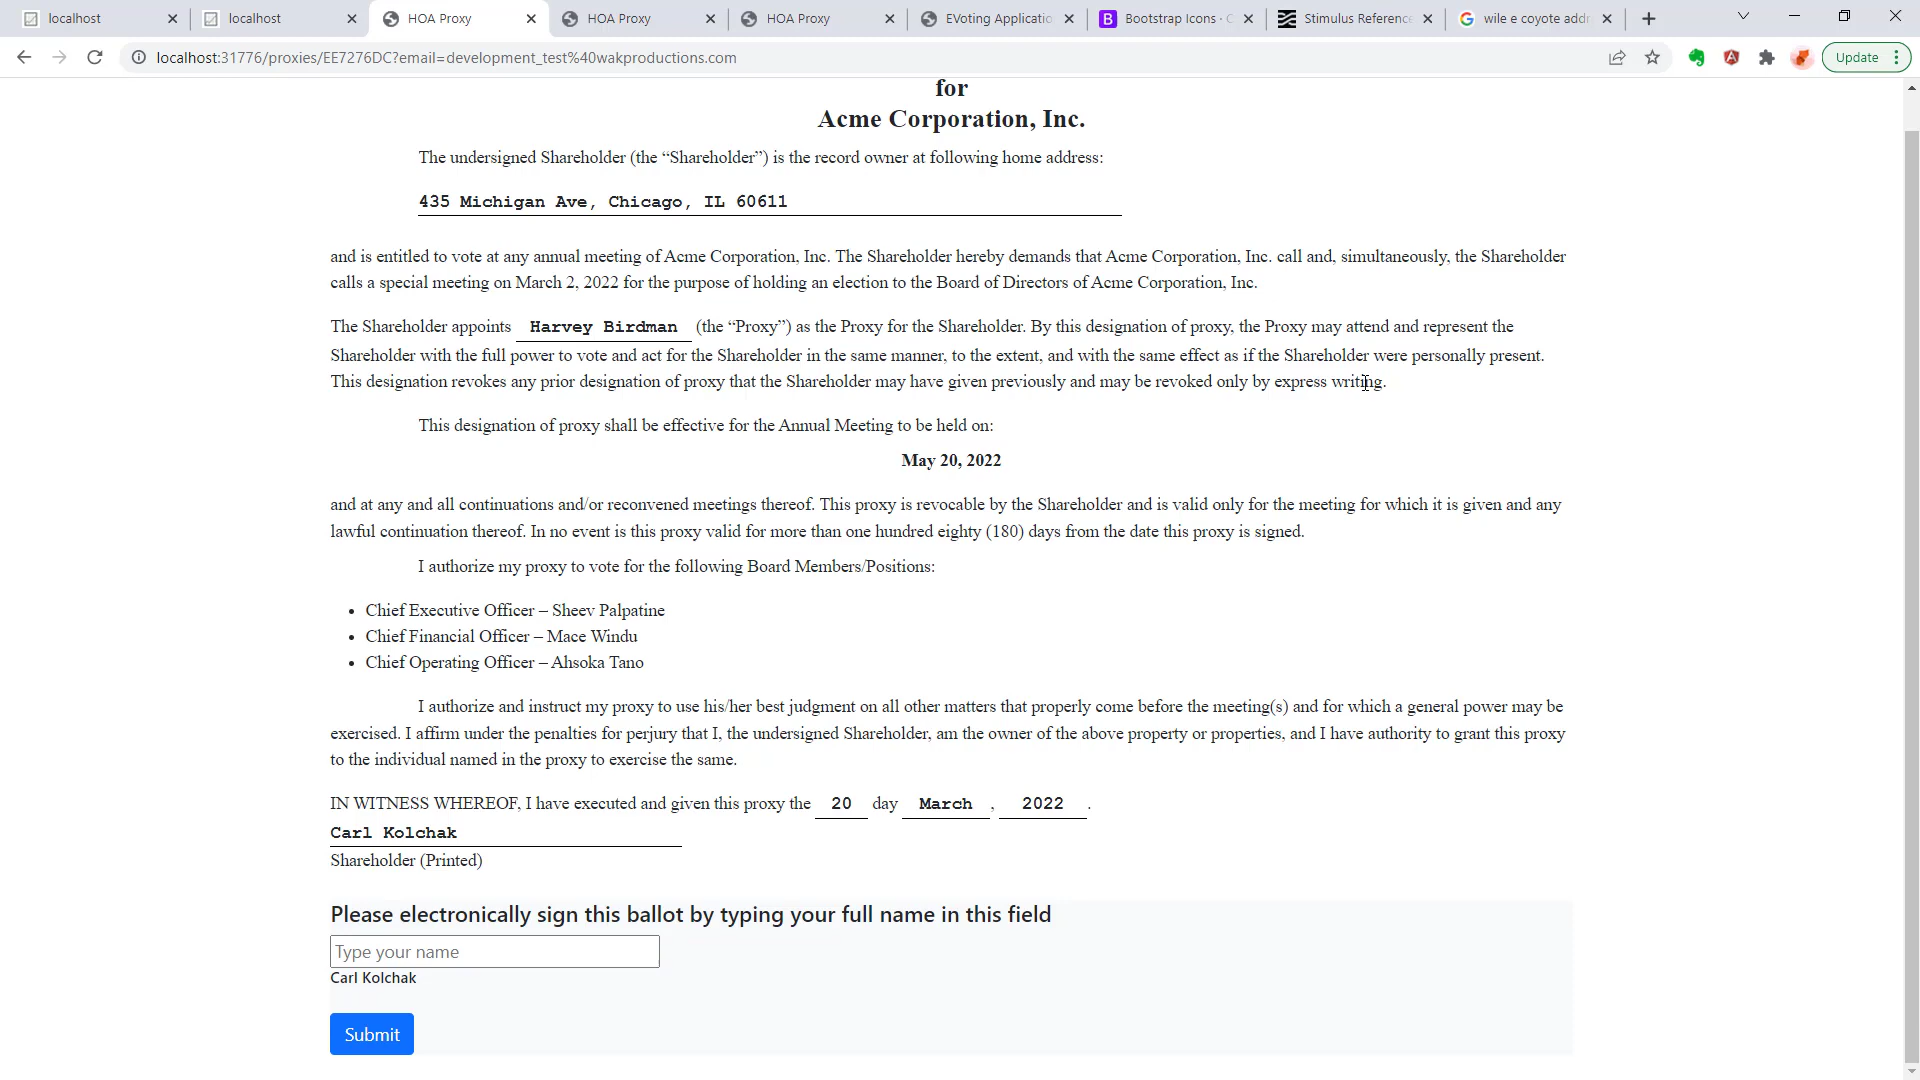 localhost
localhost
HOA Proxy
HOA Proxy
HOA Proxy
EVoting Applicatio
Bootstrap Icons · 
Stimulus Referenc
wile e coyote addr
localhost:31776/proxies/EE7276DC?email=development_test%40wakproductions.com
Update
for
Acme Corporation, Inc.
The undersigned Shareholder (the “Shareholder”) is the record owner at following home address:
435 Michigan Ave, Chicago, IL 60611
and is entitled to vote at any annual meeting of Acme Corporation, Inc. The Shareholder hereby demands that Acme Corporation, Inc. call and, simultaneously, the Shareholder
calls a special meeting on March 2, 2022 for the purpose of holding an election to the Board of Directors of Acme Corporation, Inc.
The Shareholder appoints Harvey Birdman (the “Proxy”) as the Proxy for the Shareholder. By this designation of proxy, the Proxy may attend and represent the
Shareholder with the full power to vote and act for the Shareholder in the same manner, to the extent, and with the same effect as if the Shareholder were personally present.
This designation revokes any prior designation of proxy that the Shareholder may have given previously and may be revoked only by express writing.
This designation of proxy shall be effective for the Annual Meeting to be held on:
May 20, 2022
and at any and all continuations and/or reconvened meetings thereof. This proxy is revocable by the Shareholder and is valid only for the meeting for which it is given and any
lawful continuation thereof. In no event is this proxy valid for more than one hundred eighty (180) days from the date this proxy is signed.
I authorize my proxy to vote for the following Board Members/Positions:
• Chief Executive Officer – Sheev Palpatine
• Chief Financial Officer – Mace Windu
• Chief Operating Officer – Ahsoka Tano
I authorize and instruct my proxy to use his/her best judgment on all other matters that properly come before the meeting(s) and for which a general power may be
exercised. I affirm under the penalties for perjury that I, the undersigned Shareholder, am the owner of the above property or properties, and I have authority to grant this proxy
to the individual named in the proxy to exercise the same.
IN WITNESS WHEREOF, I have executed and given this proxy the 20 day March , 2022 .
Carl Kolchak
Shareholder (Printed)
Please electronically sign this ballot by typing your full name in this field
Type your name
Carl Kolchak
Submit